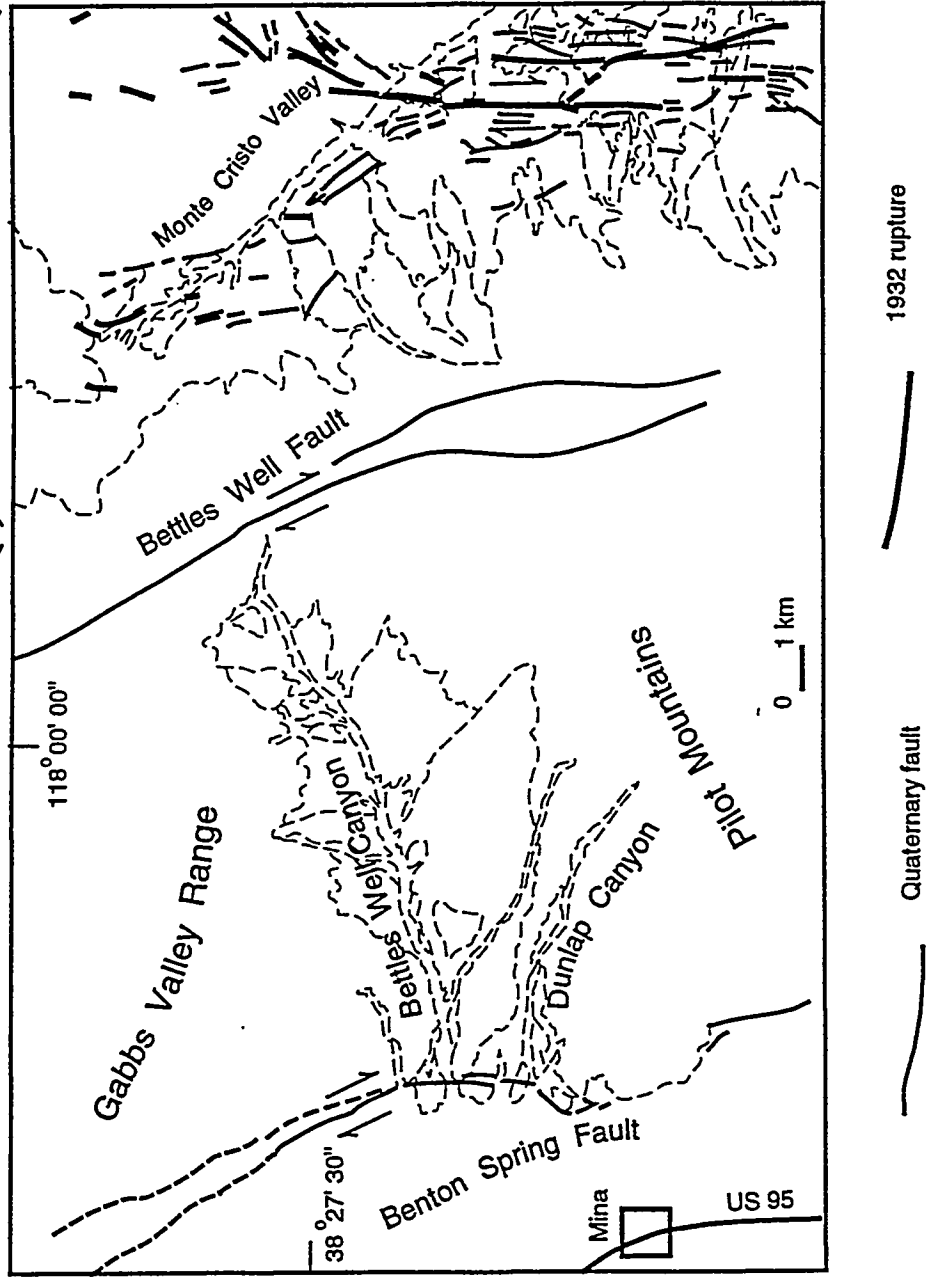 118° 00' 00"
Gabbs Valley Range
Monte Cristo Valley
Bettles Well Fault
Bettles Well Canyon
38° 27' 30"
Benton Spring Fault
Dunlap Canyon
Pilot Mountains
Mina
US 95
0 1 km
Quaternary fault
1932 rupture